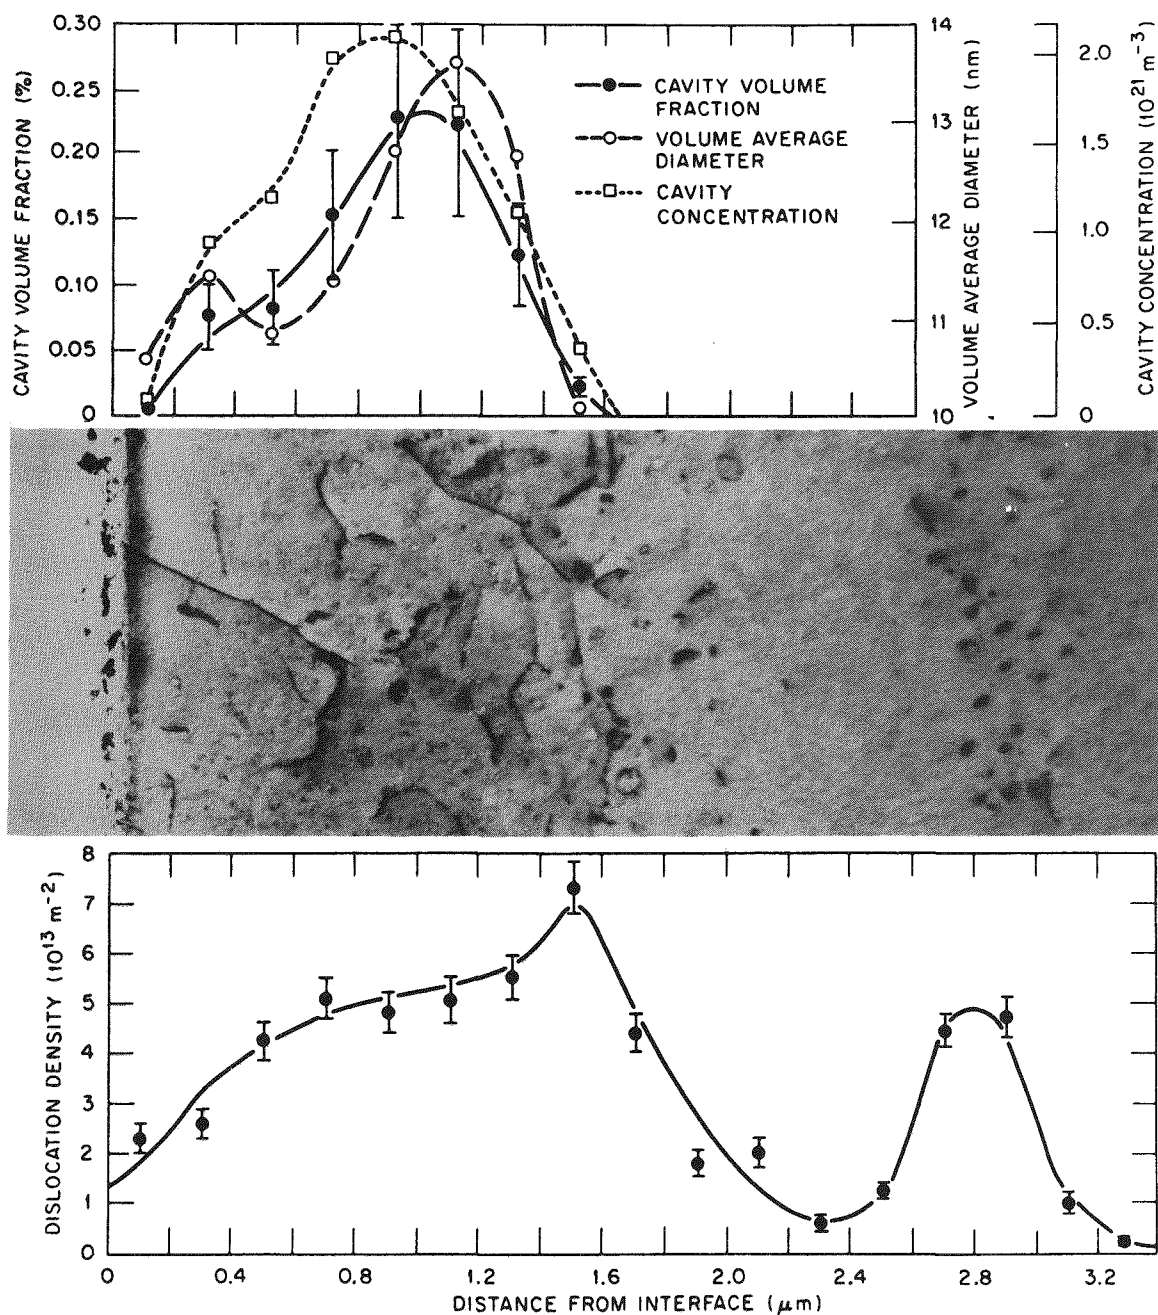 0.30
0.25
0.20
0.15
0.10
0.05
0
CAVITY VOLUME FRACTION (%)
CAVITY VOLUME
FRACTION
VOLUME AVERAGE
DIAMETER
CAVITY
CONCENTRATION
14
13
12
11
10
VOLUME AVERAGE DIAMETER (nm)
2.0
1.5
1.0
0.5
0
CAVITY CONCENTRATION (10²¹ m⁻³)
8
7
6
5
4
3
2
1
0
DISLOCATION DENSITY (10¹³ m⁻²)
0 0.4 0.8 1.2 1.6 2.0 2.4 2.8 3.2
DISTANCE FROM INTERFACE (μm)